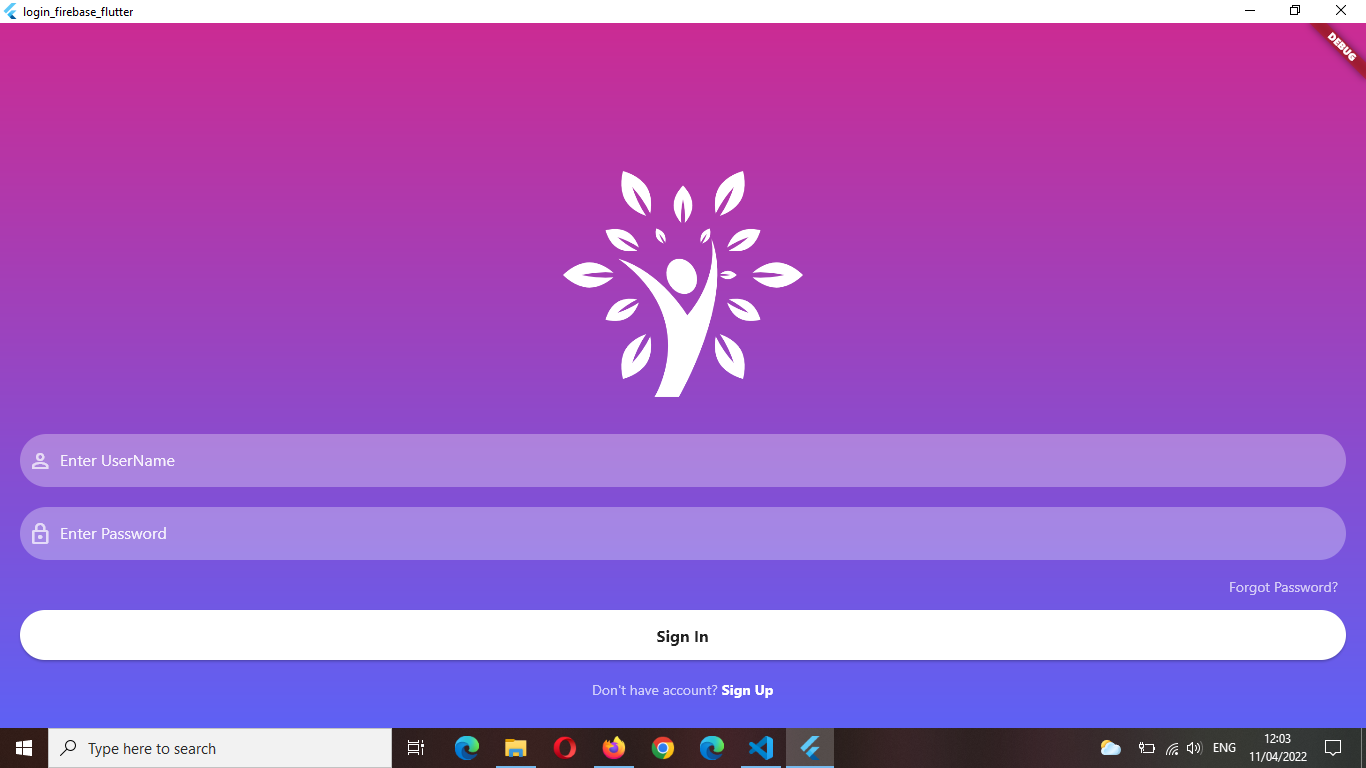 login_firebase_flutter
DEBUG
Enter UserName
Enter Password
Forgot Password?
Sign In
Don't have account? Sign Up
Type here to search
ENG
12:03
11/04/2022